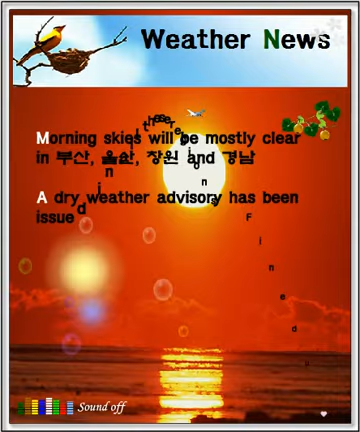 Weather News
Morning skies will be mostly clear
in 부산, 울산, 창원 and 경남
A dry weather advisory has been
issued
Sound off